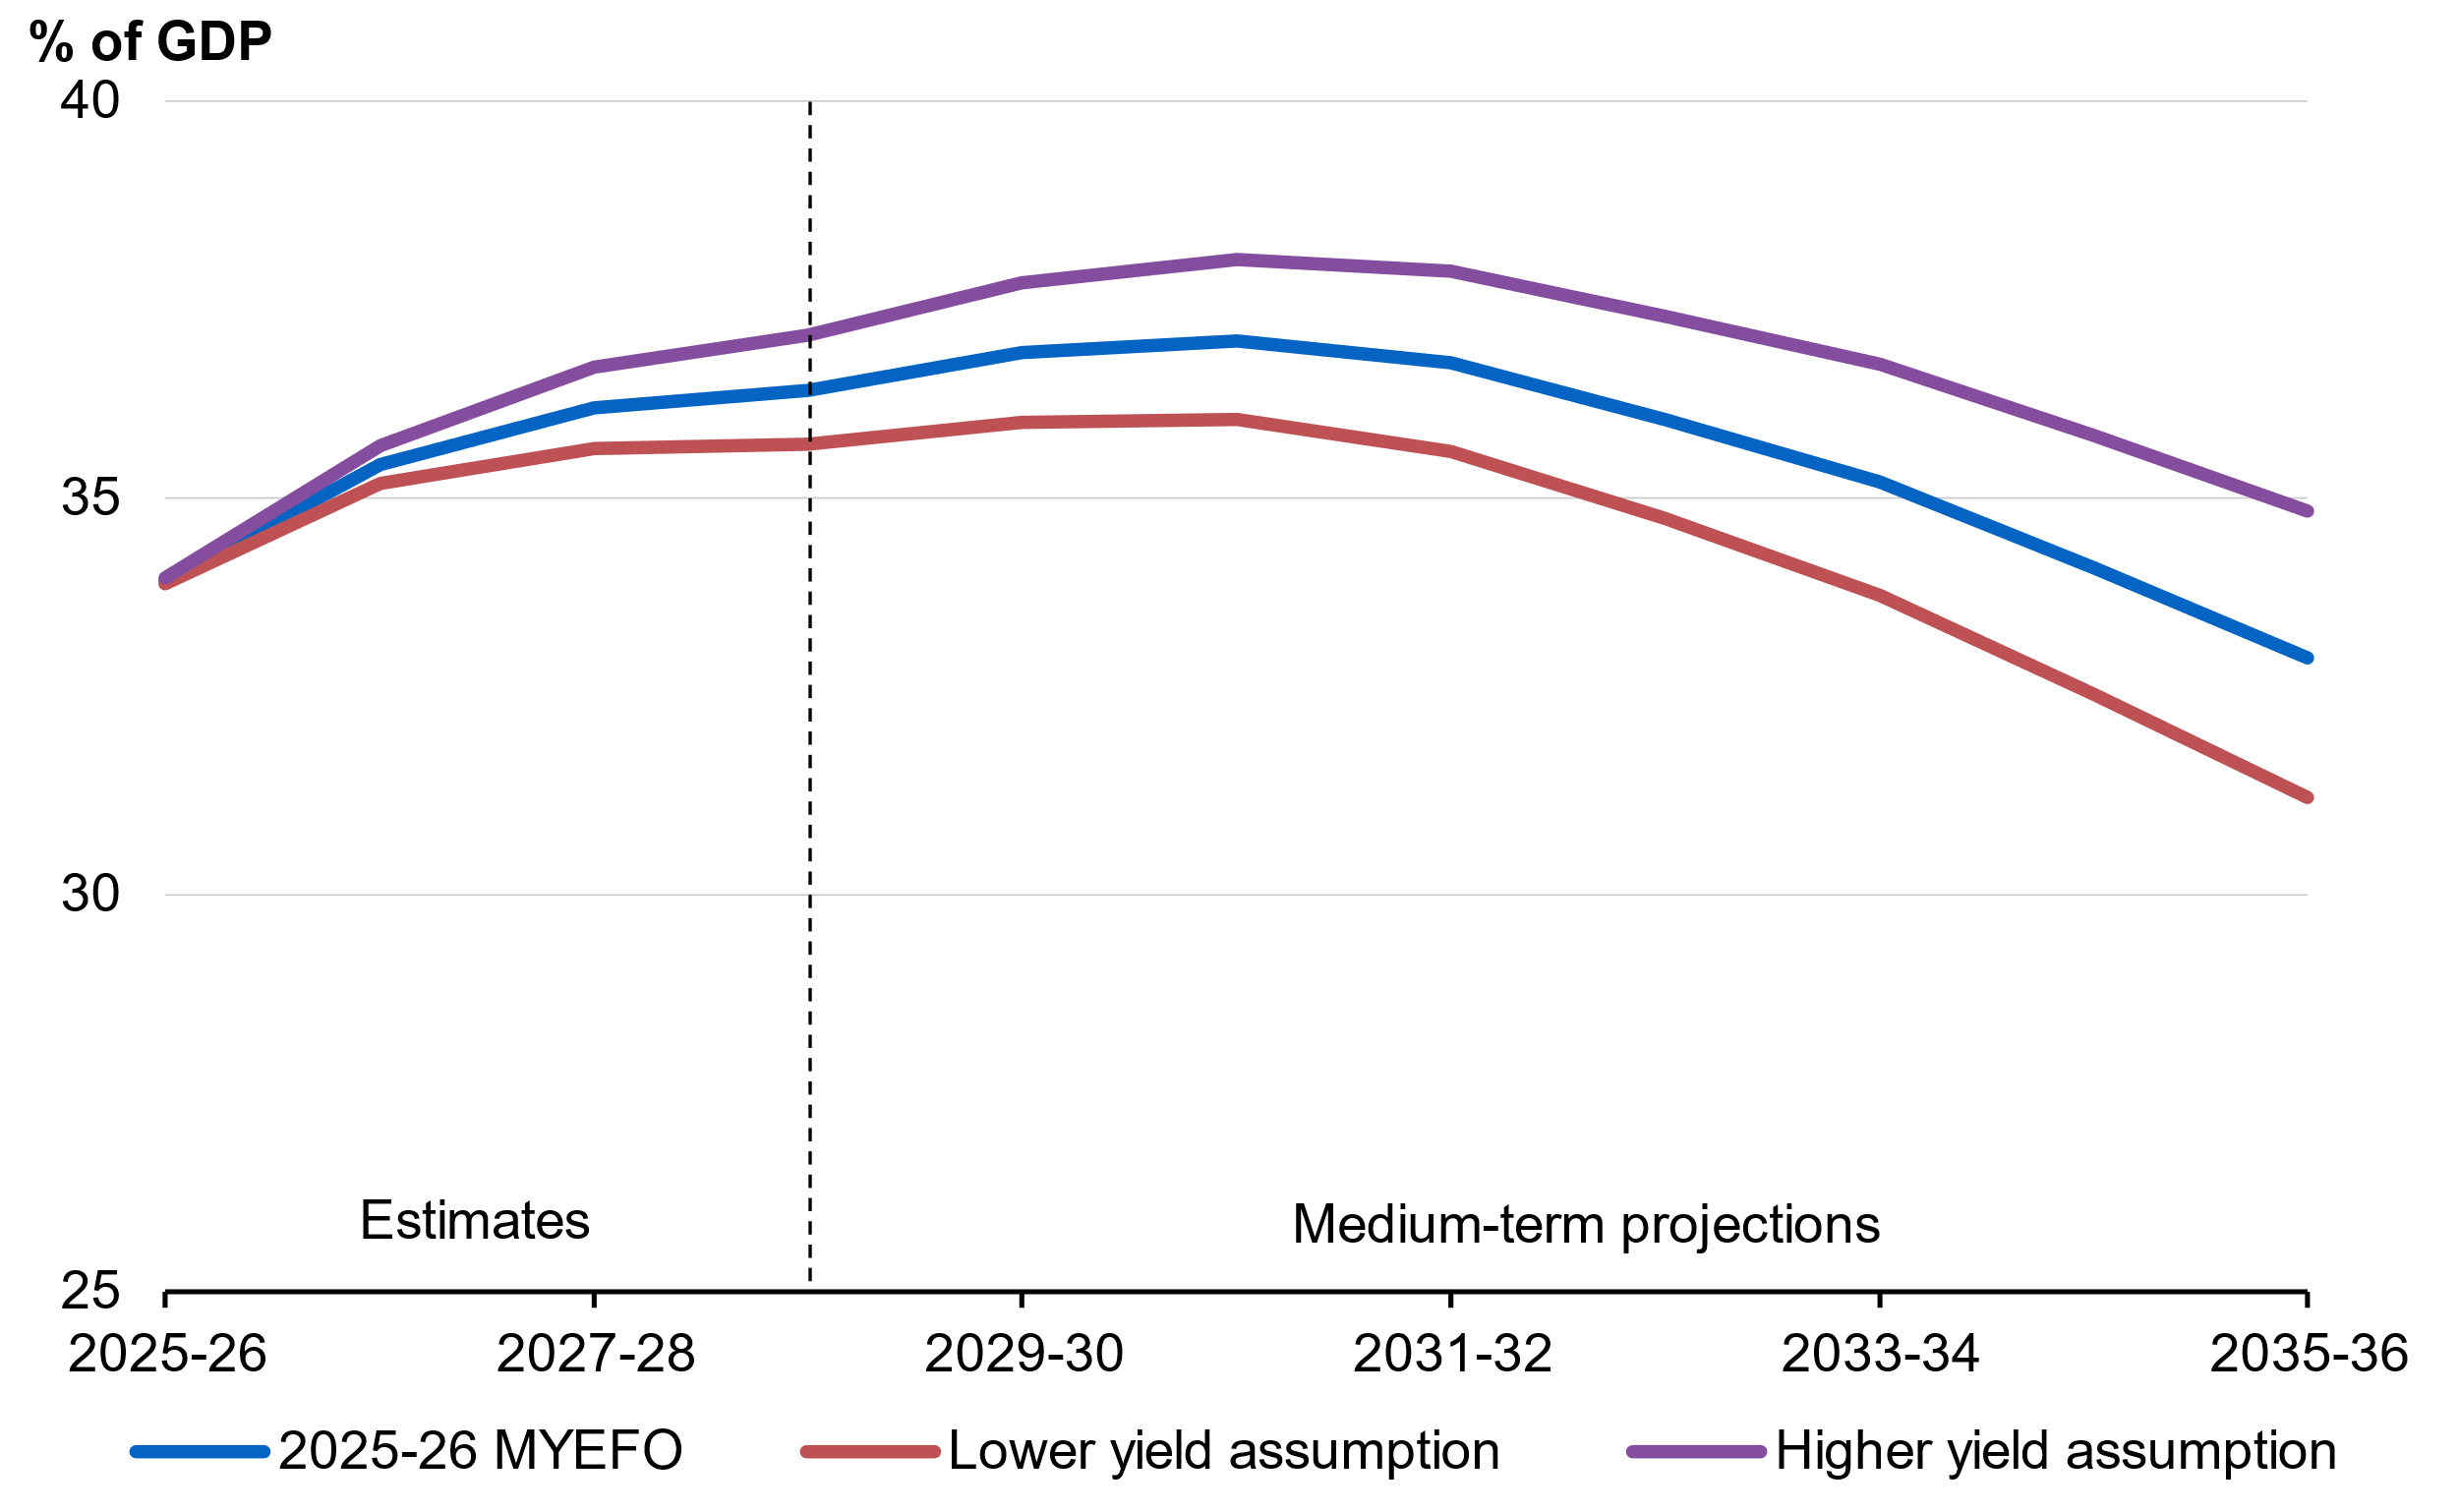 % of GDP
40
35
30
25
Estimates
Medium-term projections
2025-26 2027-28 2029-30 2031-32 2033-34 2035-36
2025-26 MYEFO Lower yield assumption Higher yield assumption